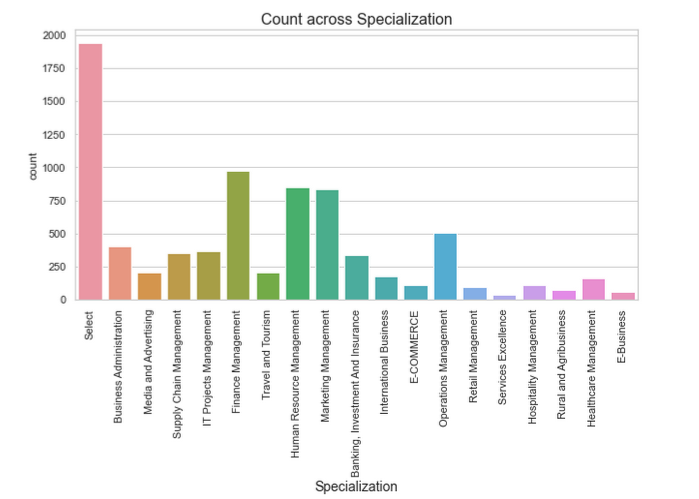 Count across Specialization
2000
1750
1500
1250
1000
750
500
250
0
count
Select
Business Administration
Media and Advertising
Supply Chain Management
IT Projects Management
Finance Management
Travel and Tourism
Human Resource Management
Marketing Management
Banking, Investment And Insurance
International Business
E-COMMERCE
Operations Management
Retail Management
Services Excellence
Hospitality Management
Rural and Agribusiness
Healthcare Management
E-Business
Specialization